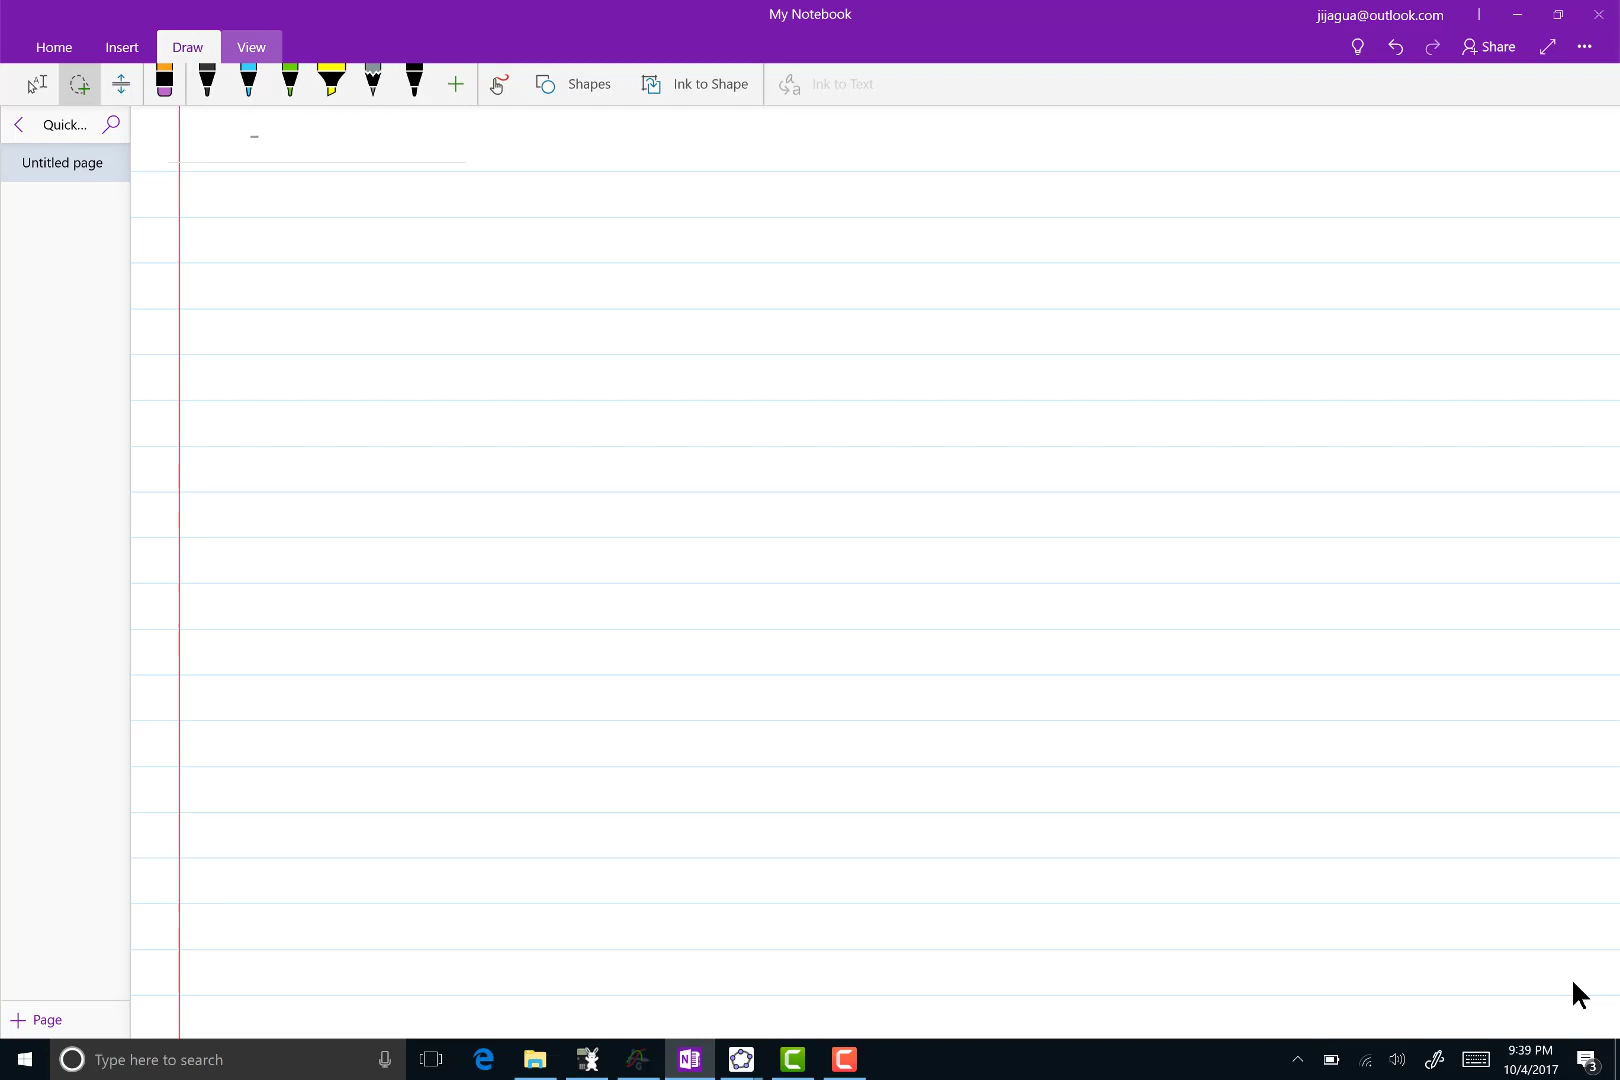 My Notebook
jijagua@outlook.com
Home Insert Draw View
Share
Shapes Ink to Shape Ink to Text
Quick...
Untitled page
Page
Type here to search
9:39 PM
10/4/2017
3